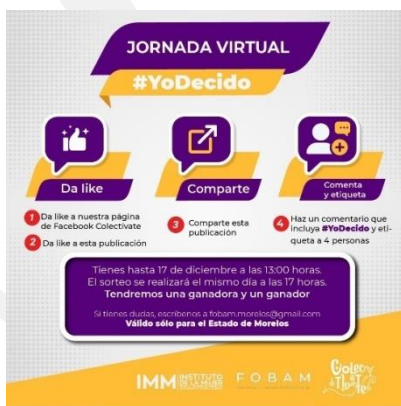 JORNADA VIRTUAL
#YoDecido
Da like
Comparte
Comenta
y etiqueta
1 Da like a nuestra página
de Facebook Colectivate
2 Da like a esta publicación
3 Comparte esta
publicación
4 Haz un comentario que
incluya #YoDecido y eti-
queta a 4 personas
Tienes hasta 17 de diciembre a las 13:00 horas.
El sorteo se realizará el mismo día a las 17 horas.
Tendremos una ganadora y un ganador
Si tienes dudas, escríbenos a fobam.morelos@gmail.com
Válido sólo para el Estado de Morelos
IMM INSTITUTO
DE LA MUJER
FOBAM